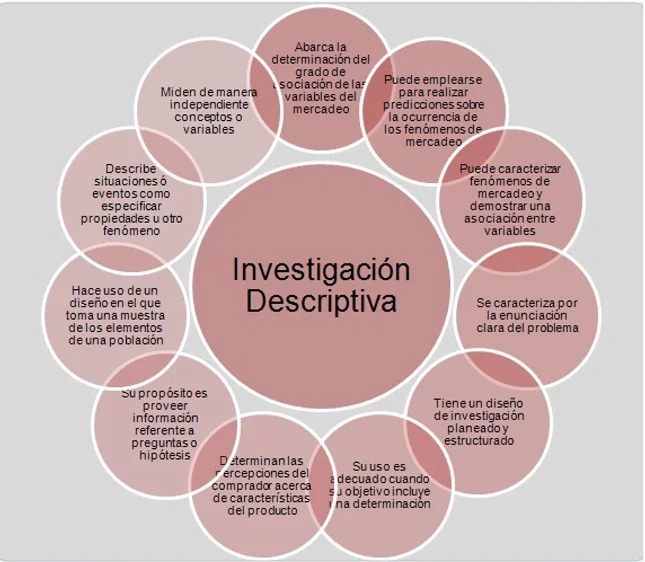 Investigación
Descriptiva
Abarca la
determinación del
grado de
asociación de las
variables del
mercadeo
Puede emplearse
para realizar
predicciones sobre
la ocurrencia de
los fenómenos de
mercadeo
Puede caracterizar
fenómenos de
mercadeo y
demostrar una
asociación entre
variables
Se caracteriza por
la enunciación
clara del problema
Tiene un diseño
de investigación
planeado y
estructurado
Su uso es
adecuado cuando
su objetivo incluye
una determinación
Determinan las
percepciones del
comprador acerca
de características
del producto
Su propósito es
proveer
información
referente a
preguntas o
hipótesis
Hace uso de un
diseño en el que
toma una muestra
de los elementos
de una población
Describe
situaciones ó
eventos como
especificar
propiedades u otro
fenómeno
Miden de manera
independiente
conceptos o
variables